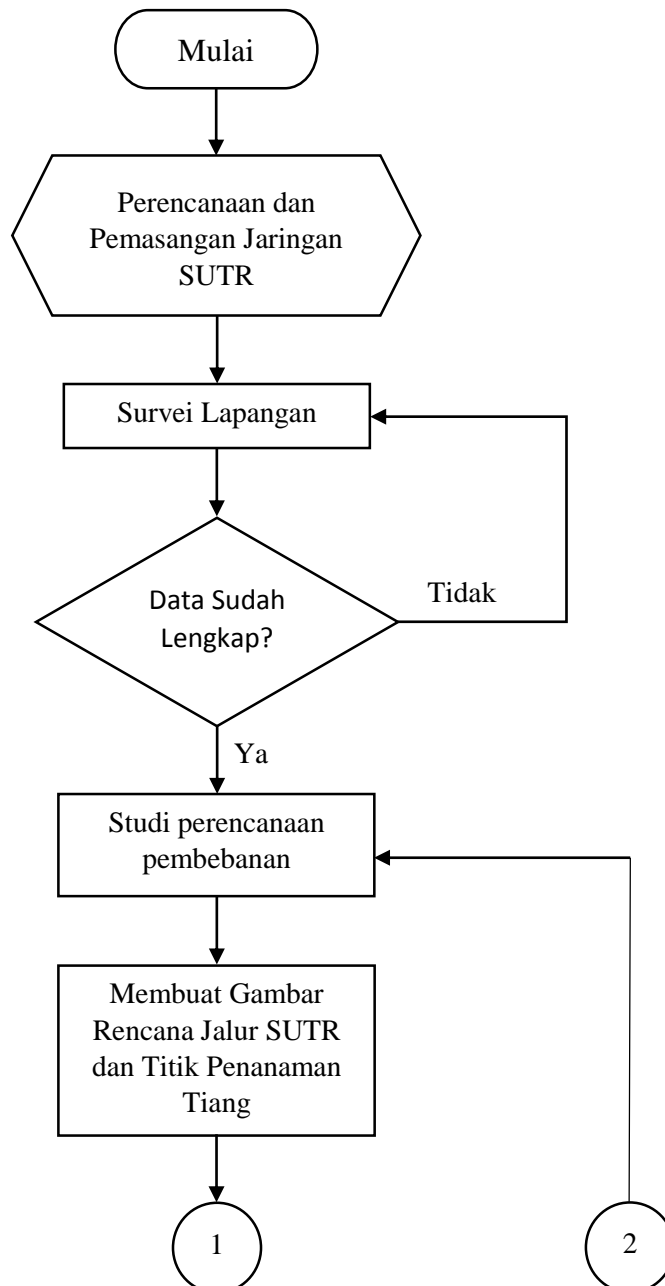 Mulai
Perencanaan dan
Pemasangan Jaringan
SUTR
Survei Lapangan
Data Sudah
Lengkap?
Tidak
Ya
Studi perencanaan
pembebanan
Membuat Gambar
Rencana Jalur SUTR
dan Titik Penanaman
Tiang
1
2